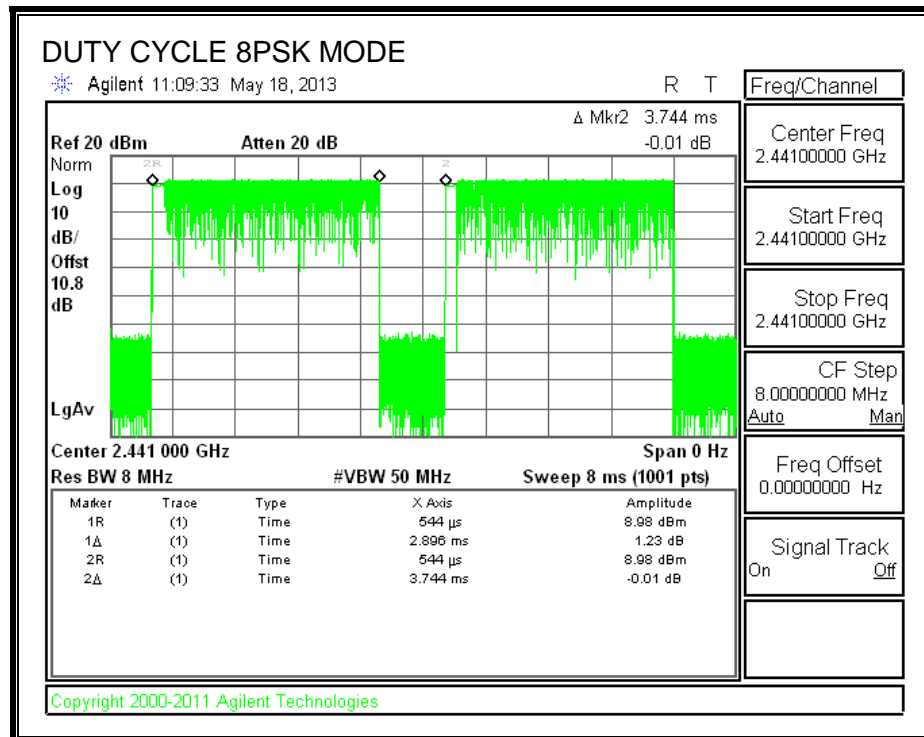 DUTY CYCLE 8PSK MODE
Agilent 11:09:33 May 18, 2013 R T
Freq/Channel
Δ Mkr2 3.744 ms
Ref 20 dBm Atten 20 dB -0.01 dB
Norm
Log
10
dB/
Offst
10.8
dB
LgAv
2R
2
Center 2.441 000 GHz Span 0 Hz
Res BW 8 MHz #VBW 50 MHz Sweep 8 ms (1001 pts)
Marker Trace Type X Axis Amplitude
1R (1) Time 544 µs 8.98 dBm
1Δ (1) Time 2.896 ms 1.23 dB
2R (1) Time 544 µs 8.98 dBm
2Δ (1) Time 3.744 ms -0.01 dB
Center Freq
2.44100000 GHz
Start Freq
2.44100000 GHz
Stop Freq
2.44100000 GHz
CF Step
8.00000000 MHz
Auto Man
Freq Offset
0.00000000 Hz
Signal Track
On Off
Copyright 2000-2011 Agilent Technologies